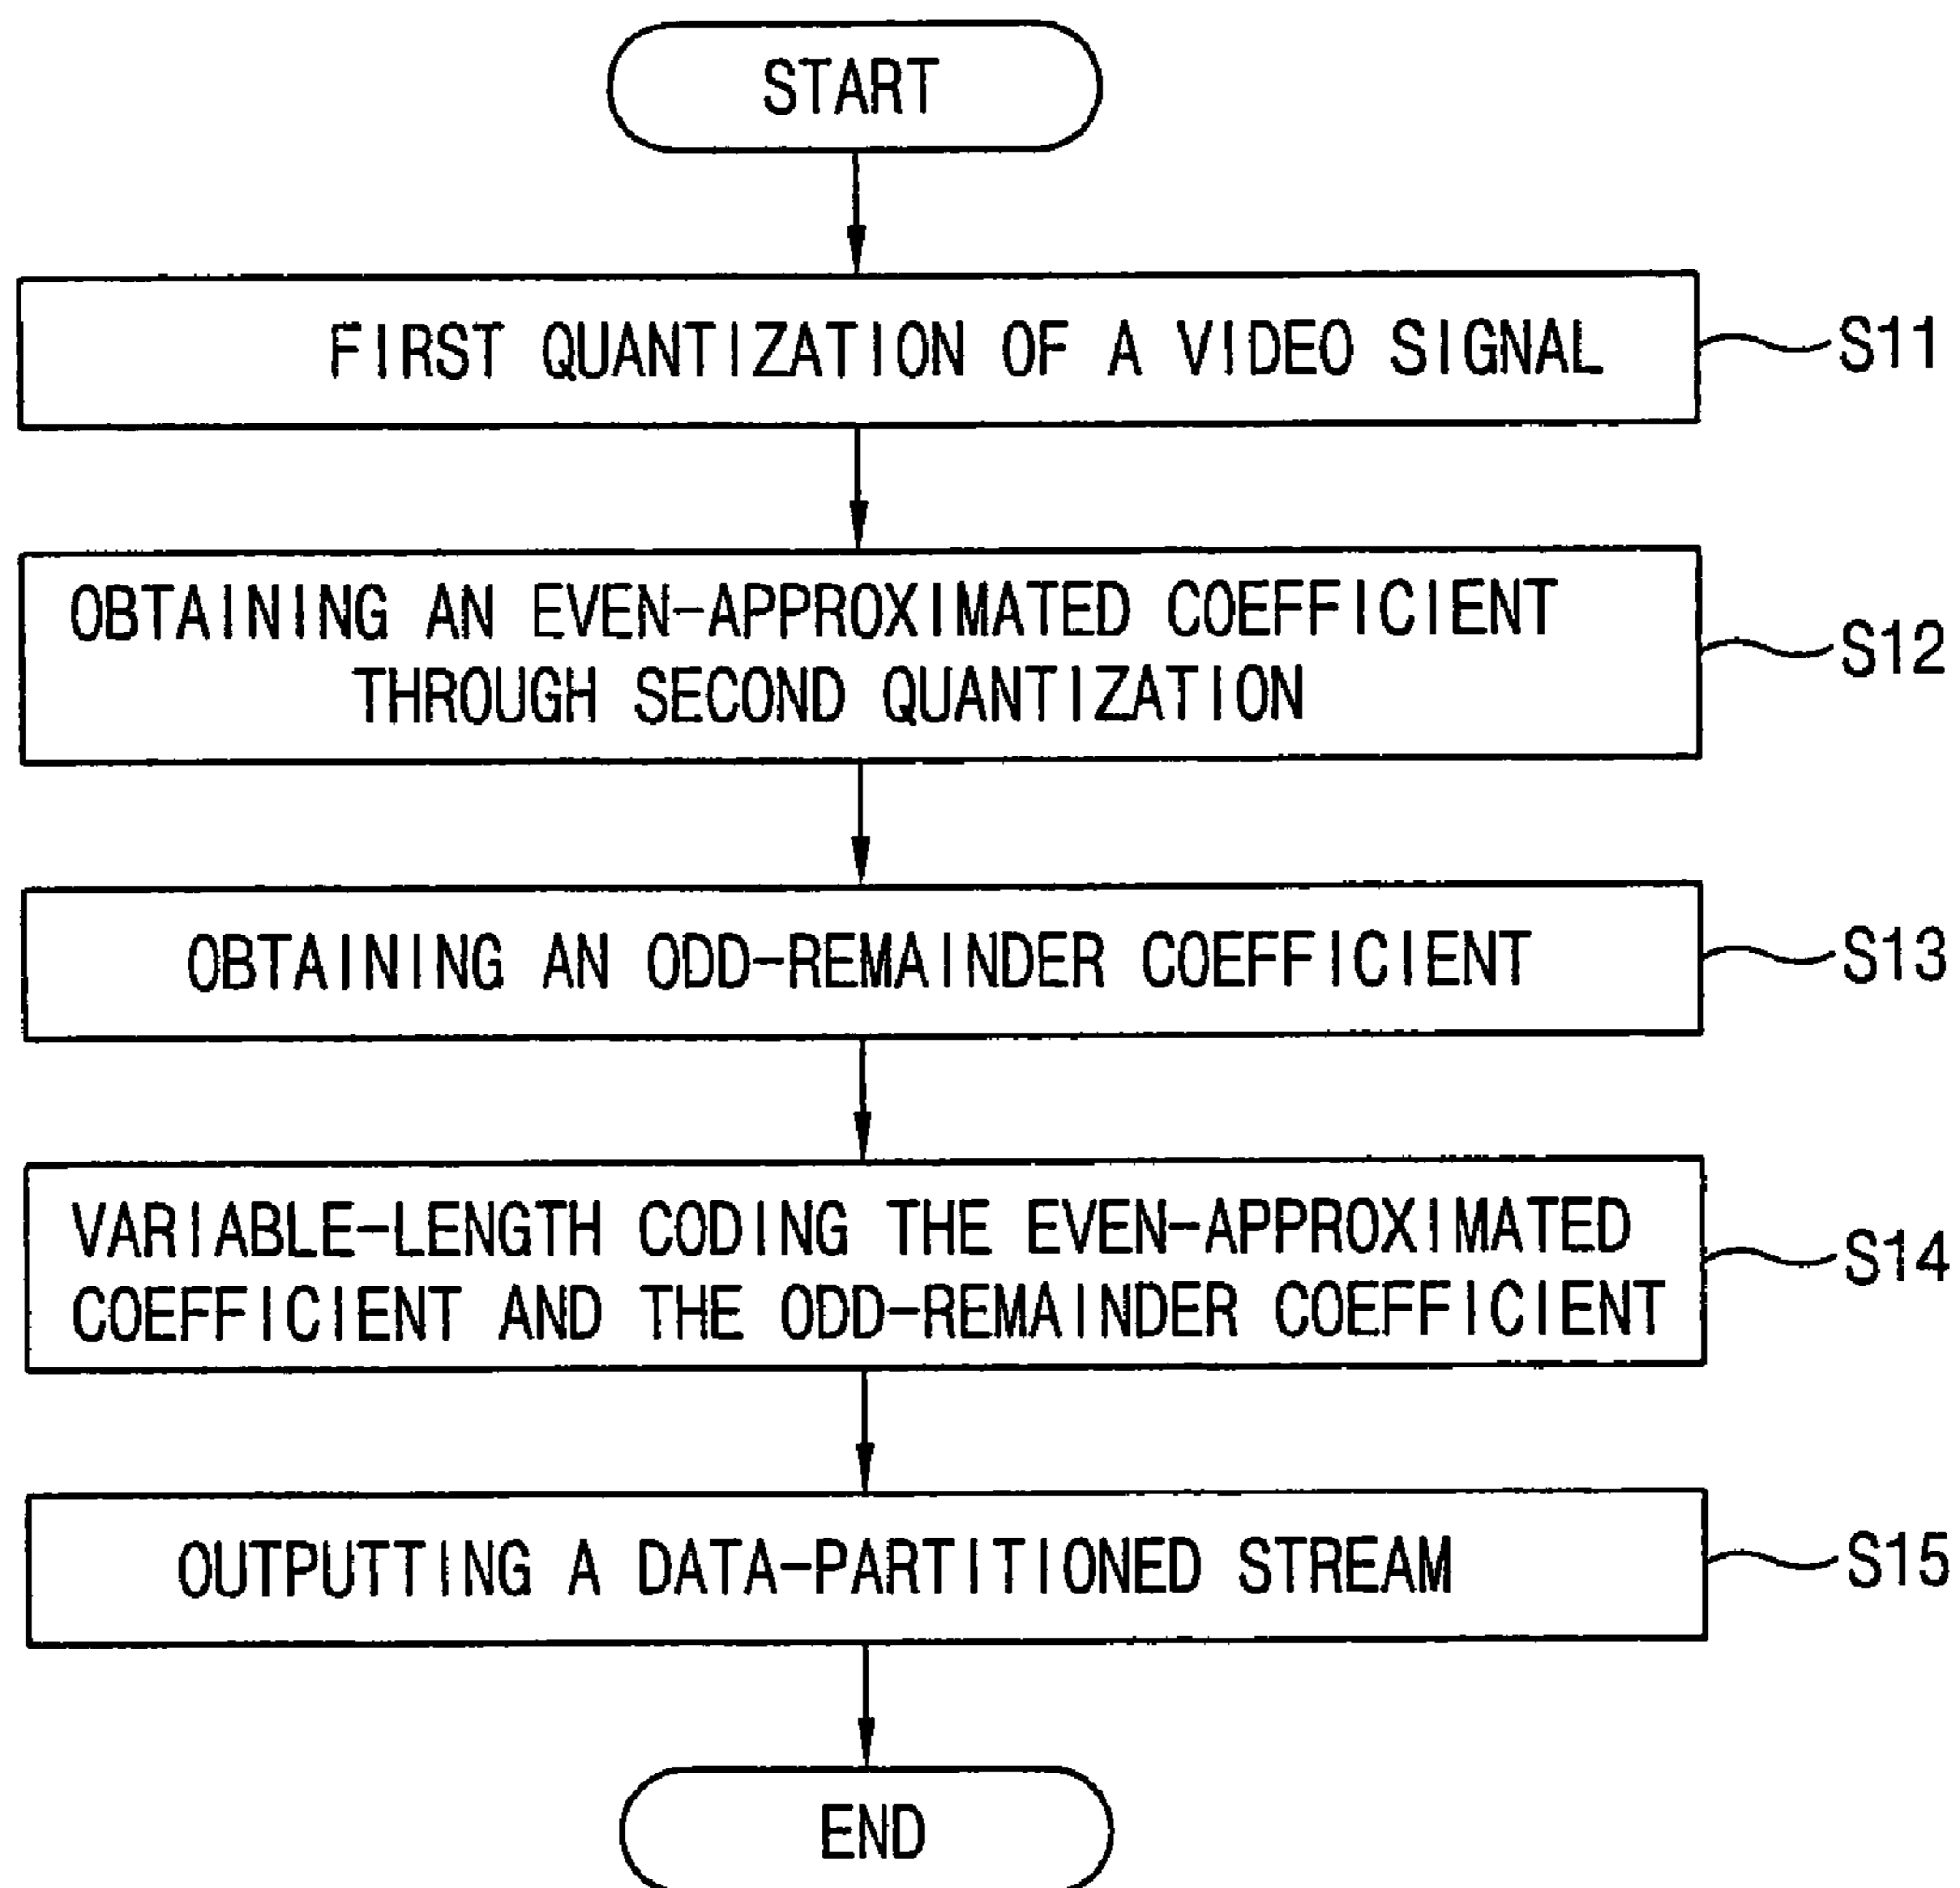 START
FIRST QUANTIZATION OF A VIDEO SIGNAL
S11
OBTAINING AN EVEN-APPROXIMATED COEFFICIENT
THROUGH SECOND QUANTIZATION
S12
OBTAINING AN ODD-REMAINDER COEFFICIENT
S13
VARIABLE-LENGTH CODING THE EVEN-APPROXIMATED
COEFFICIENT AND THE ODD-REMAINDER COEFFICIENT
S14
OUTPUTTING A DATA-PARTITIONED STREAM
S15
END